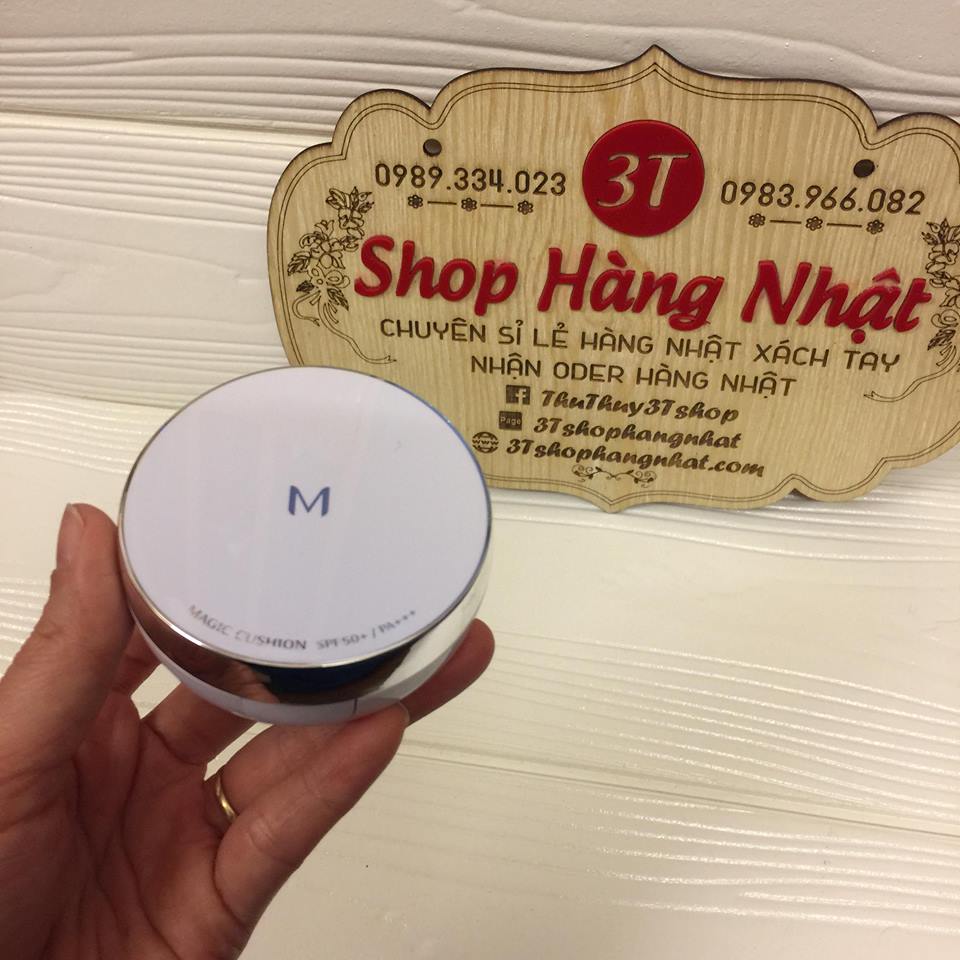 3T
0989.334.023
0983.966.082
Shop Hàng Nhật
CHUYÊN SỈ LẺ HÀNG NHẬT XÁCH TAY
NHẬN ODER HÀNG NHẬT
f ThuThuy3Tshop
Page 3Tshophangnhat
www 3Tshophangnhat.com
M
MAGIC CUSHION SPF50+ / PA+++